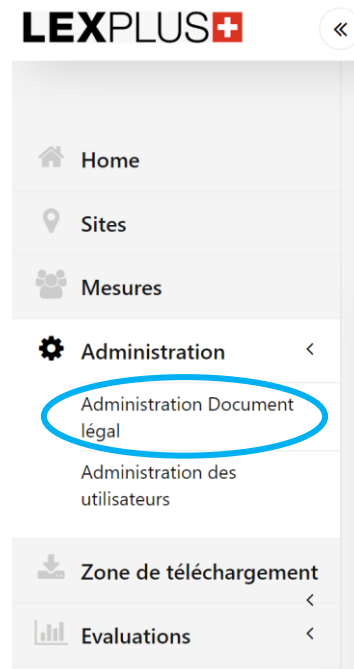 LEXPLUS
Home
Sites
Mesures
Administration
Administration Document
légal
Administration des
utilisateurs
Zone de téléchargement
Evaluations